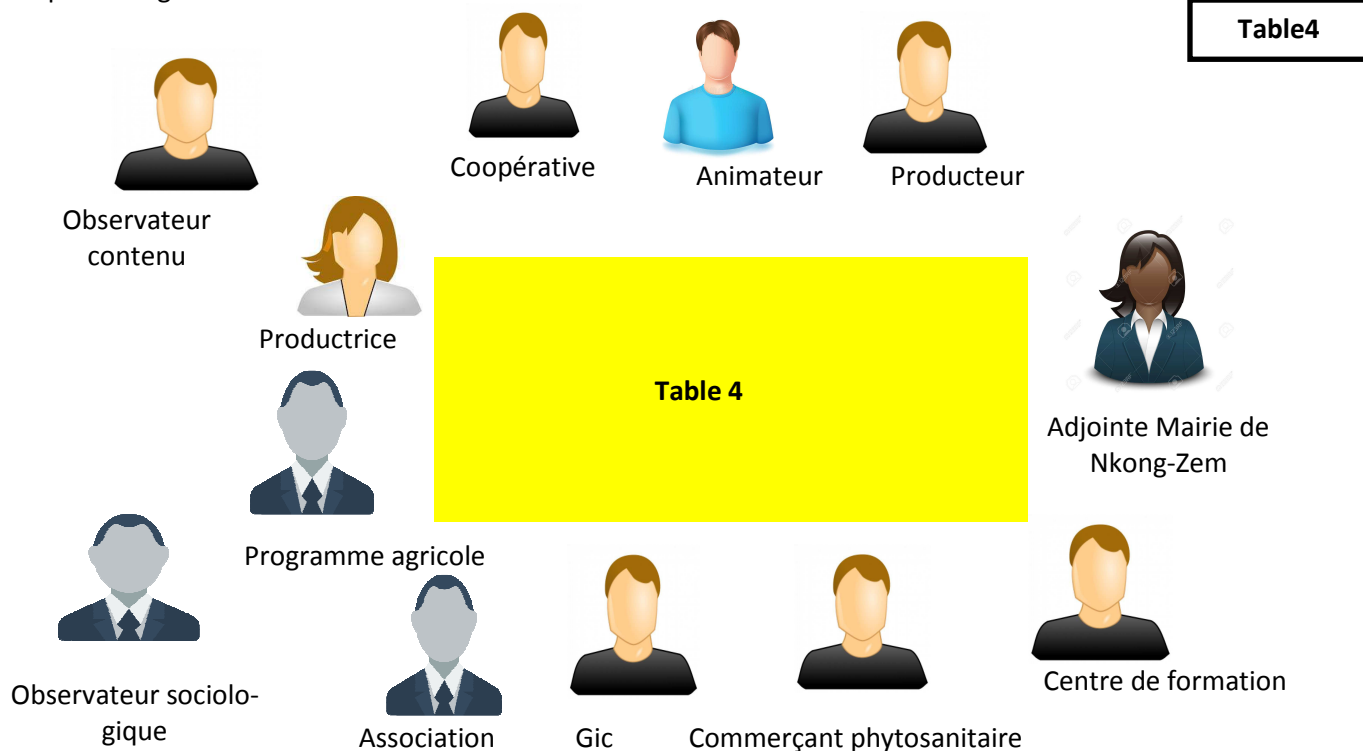 Table4
Coopérative
Animateur
Producteur
Observateur
contenu
Productrice
Table 4
Adjointe Mairie de
Nkong-Zem
Programme agricole
Observateur sociolo-
gique
Association
Gic
Commerçant phytosanitaire
Centre de formation